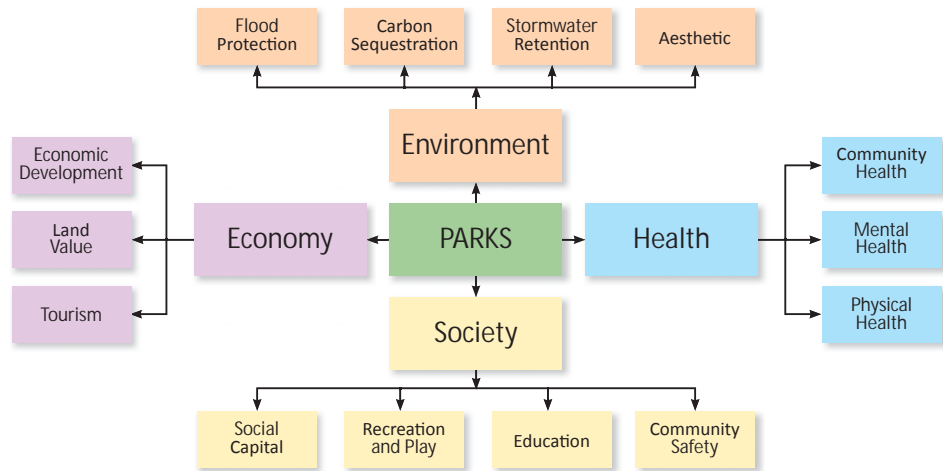 Flood
Protection
Carbon
Sequestration
Stormwater
Retention
Aesthetic
Environment
Economic
Development
Land
Value
Tourism
Economy
PARKS
Health
Community
Health
Mental
Health
Physical
Health
Society
Social
Capital
Recreation
and Play
Education
Community
Safety